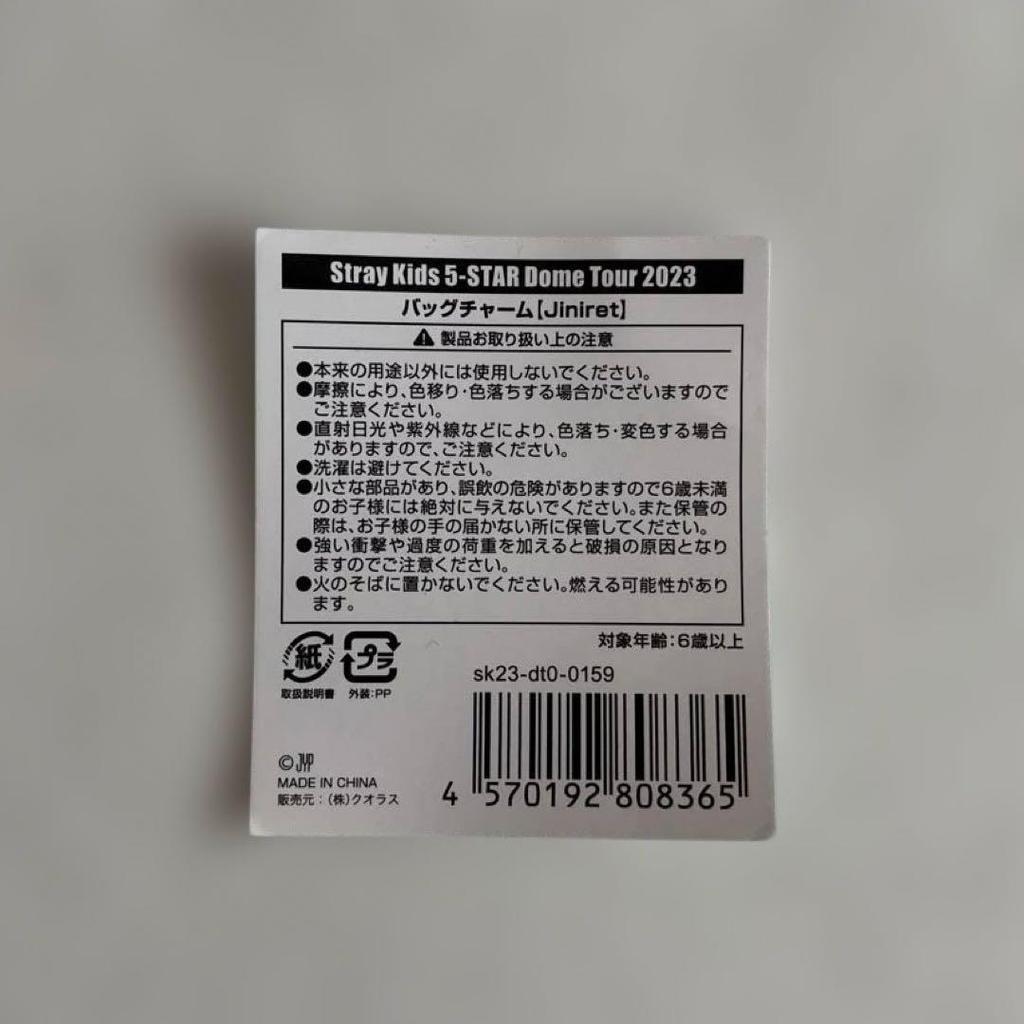 Stray Kids 5-STAR Dome Tour 2023
バッグチャーム【Jiniret】
⚠製品お取り扱い上の注意
●本来の用途以外には使用しないでください。
●摩擦により、色移り・色落ちする場合がございますので
ご注意ください。
●直射日光や紫外線などにより、色落ち・変色する場合
がありますので、ご注意ください。
●洗濯は避けてください。
●小さな部品があり、誤飲の危険がありますので6歳未満
のお子様には絶対に与えないでください。また保管の
際は、お子様の手の届かない所に保管してください。
●強い衝撃や過度の荷重を加えると破損の原因となり
ますのでご注意ください。
●火のそばに置かないでください。燃える可能性があり
ます。
対象年齢：6歳以上
紙 プラ
取扱説明書 外装：PP
sk23-dt0-0159
©JYP
MADE IN CHINA
販売元：（株）クオラス
4 570192 808365